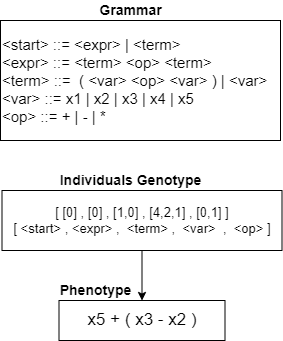 Grammar
<start> ::= <expr> | <term>
<expr> ::= <term> <op> <term>
<term> ::= ( <var> <op> <var> ) | <var>
<var> ::= x1 | x2 | x3 | x4 | x5
<op> ::= + | - | *
Individuals Genotype
[ [0] , [0] , [1,0] , [4,2,1] , [0,1] ]
[ <start> , <expr> , <term> , <var> , <op> ]
Phenotype
x5 + ( x3 - x2 )